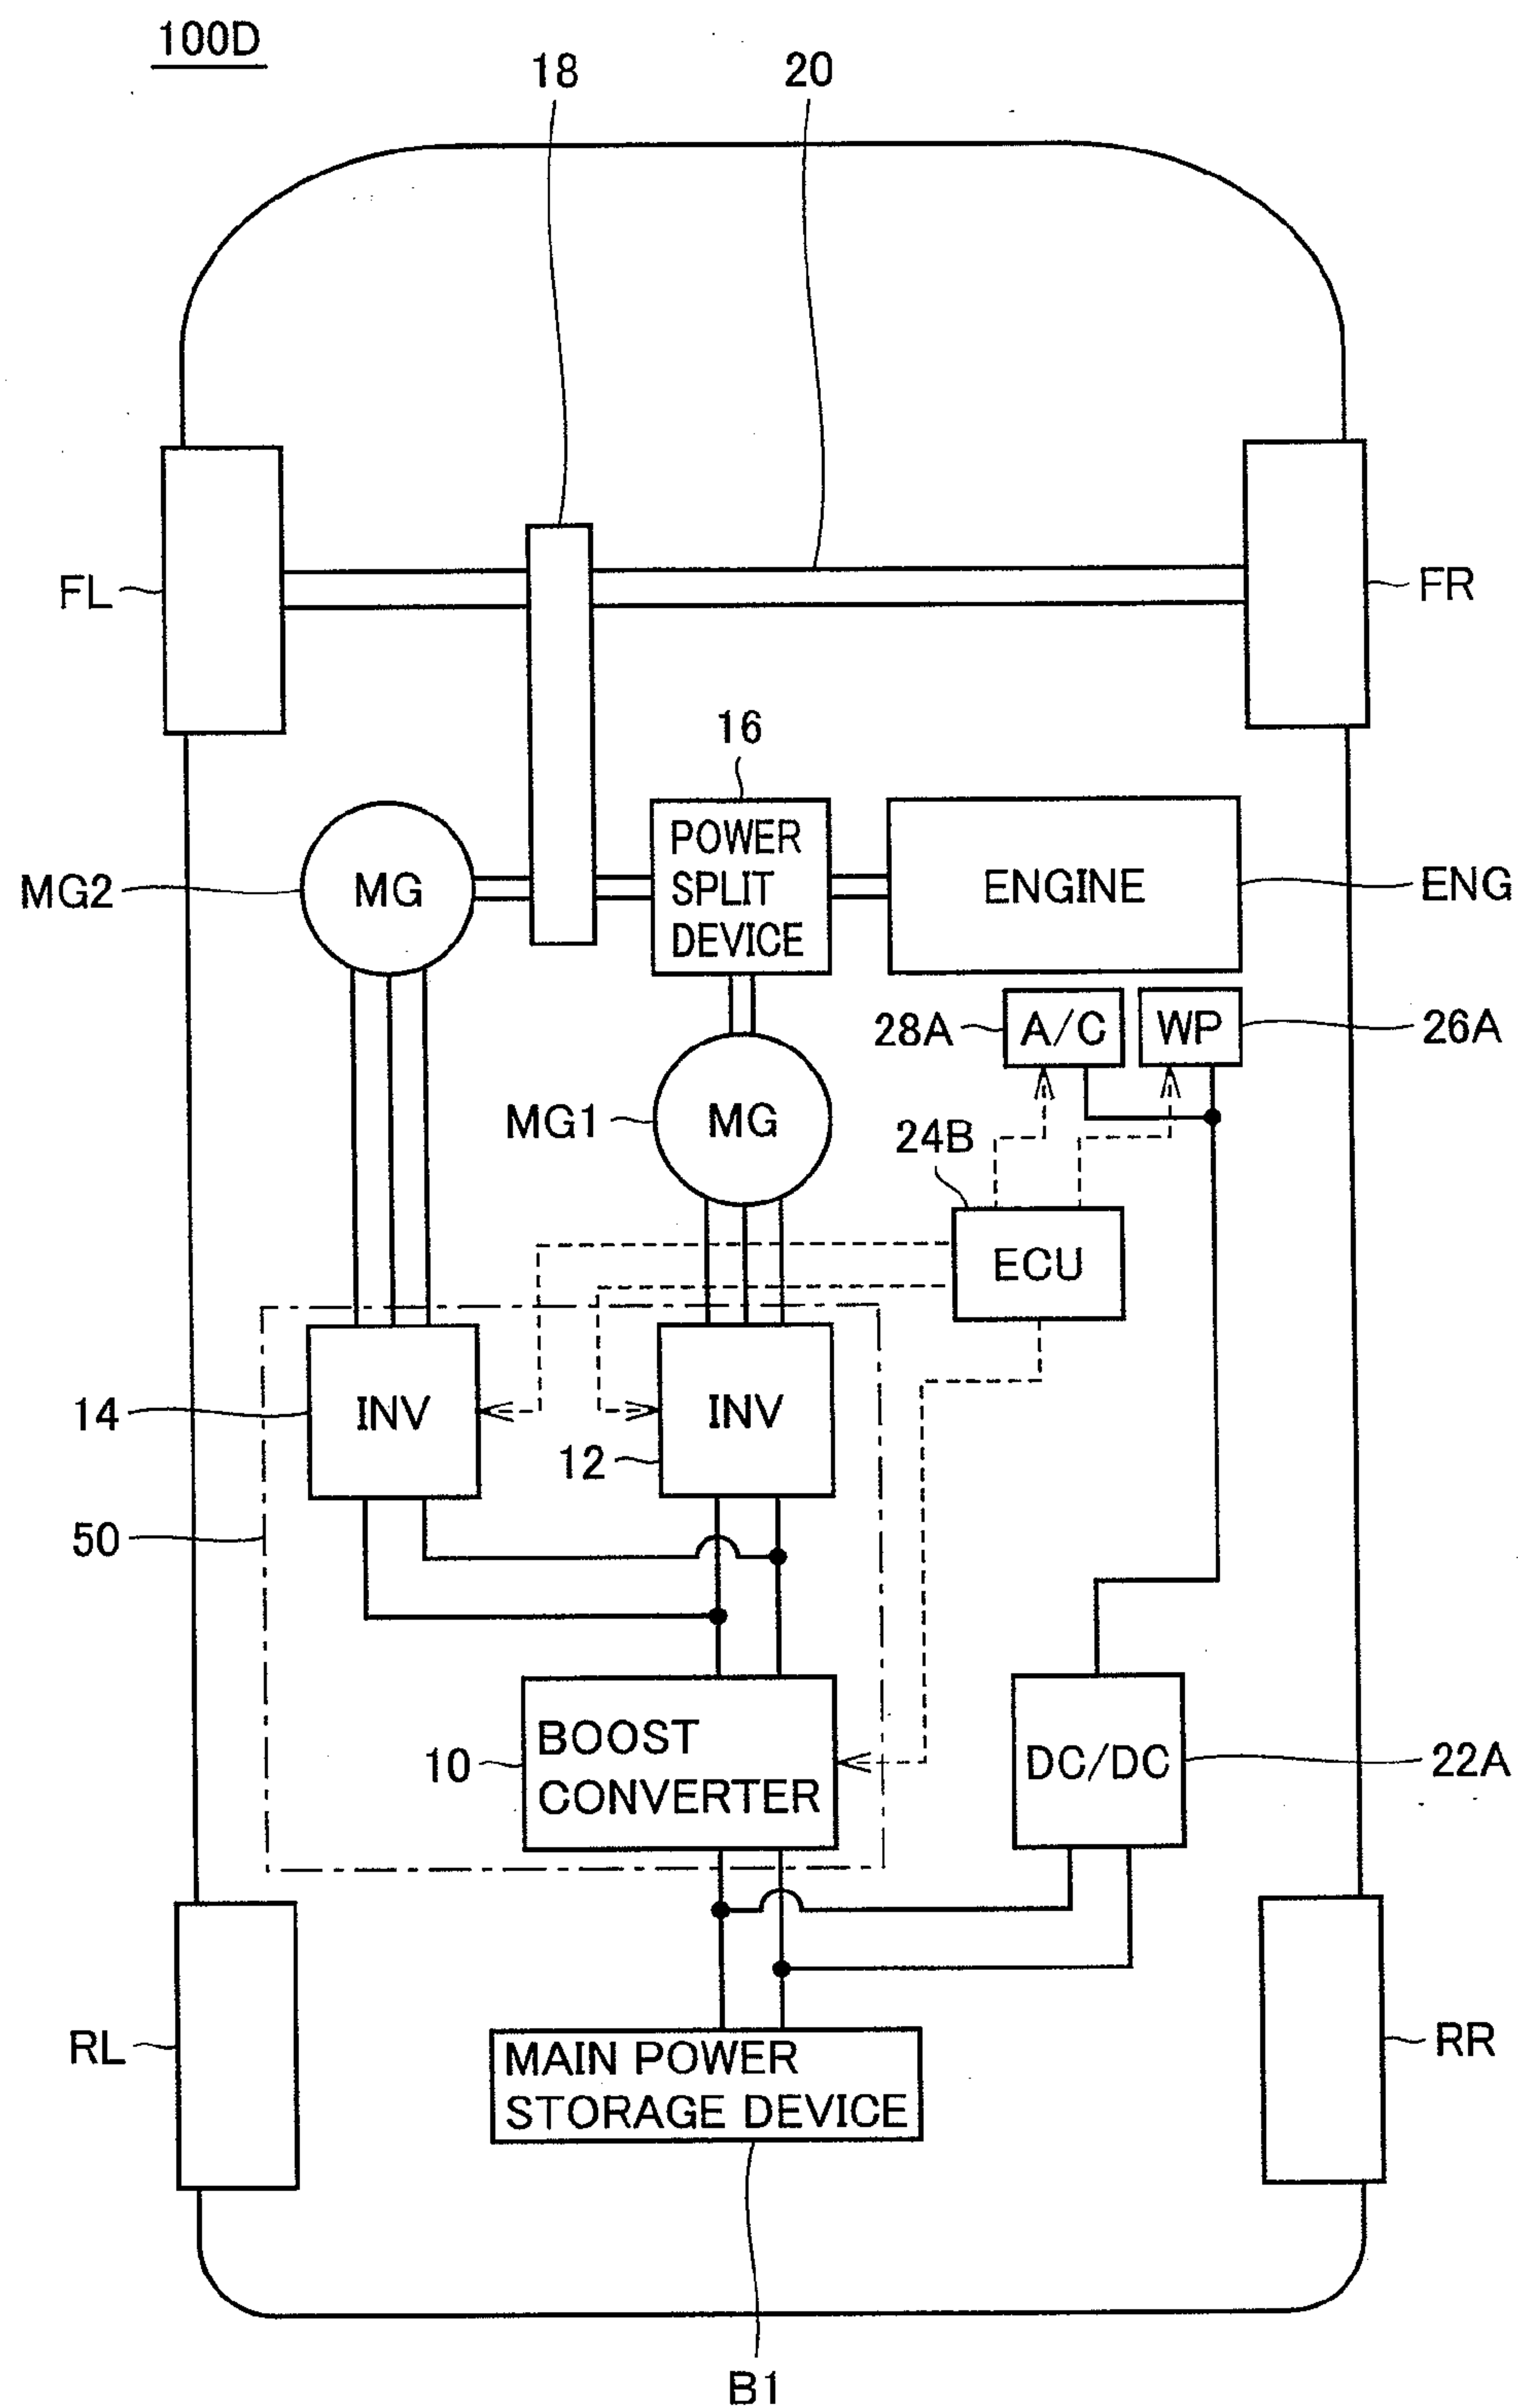 100D
18
20
FL
FR
16
POWER
SPLIT
DEVICE
ENGINE
ENG
MG2
MG
28A
A/C
WP
26A
MG1
MG
24B
ECU
14
INV
12
INV
50
10
BOOST
CONVERTER
DC/DC
22A
RL
RR
MAIN POWER
STORAGE DEVICE
B1